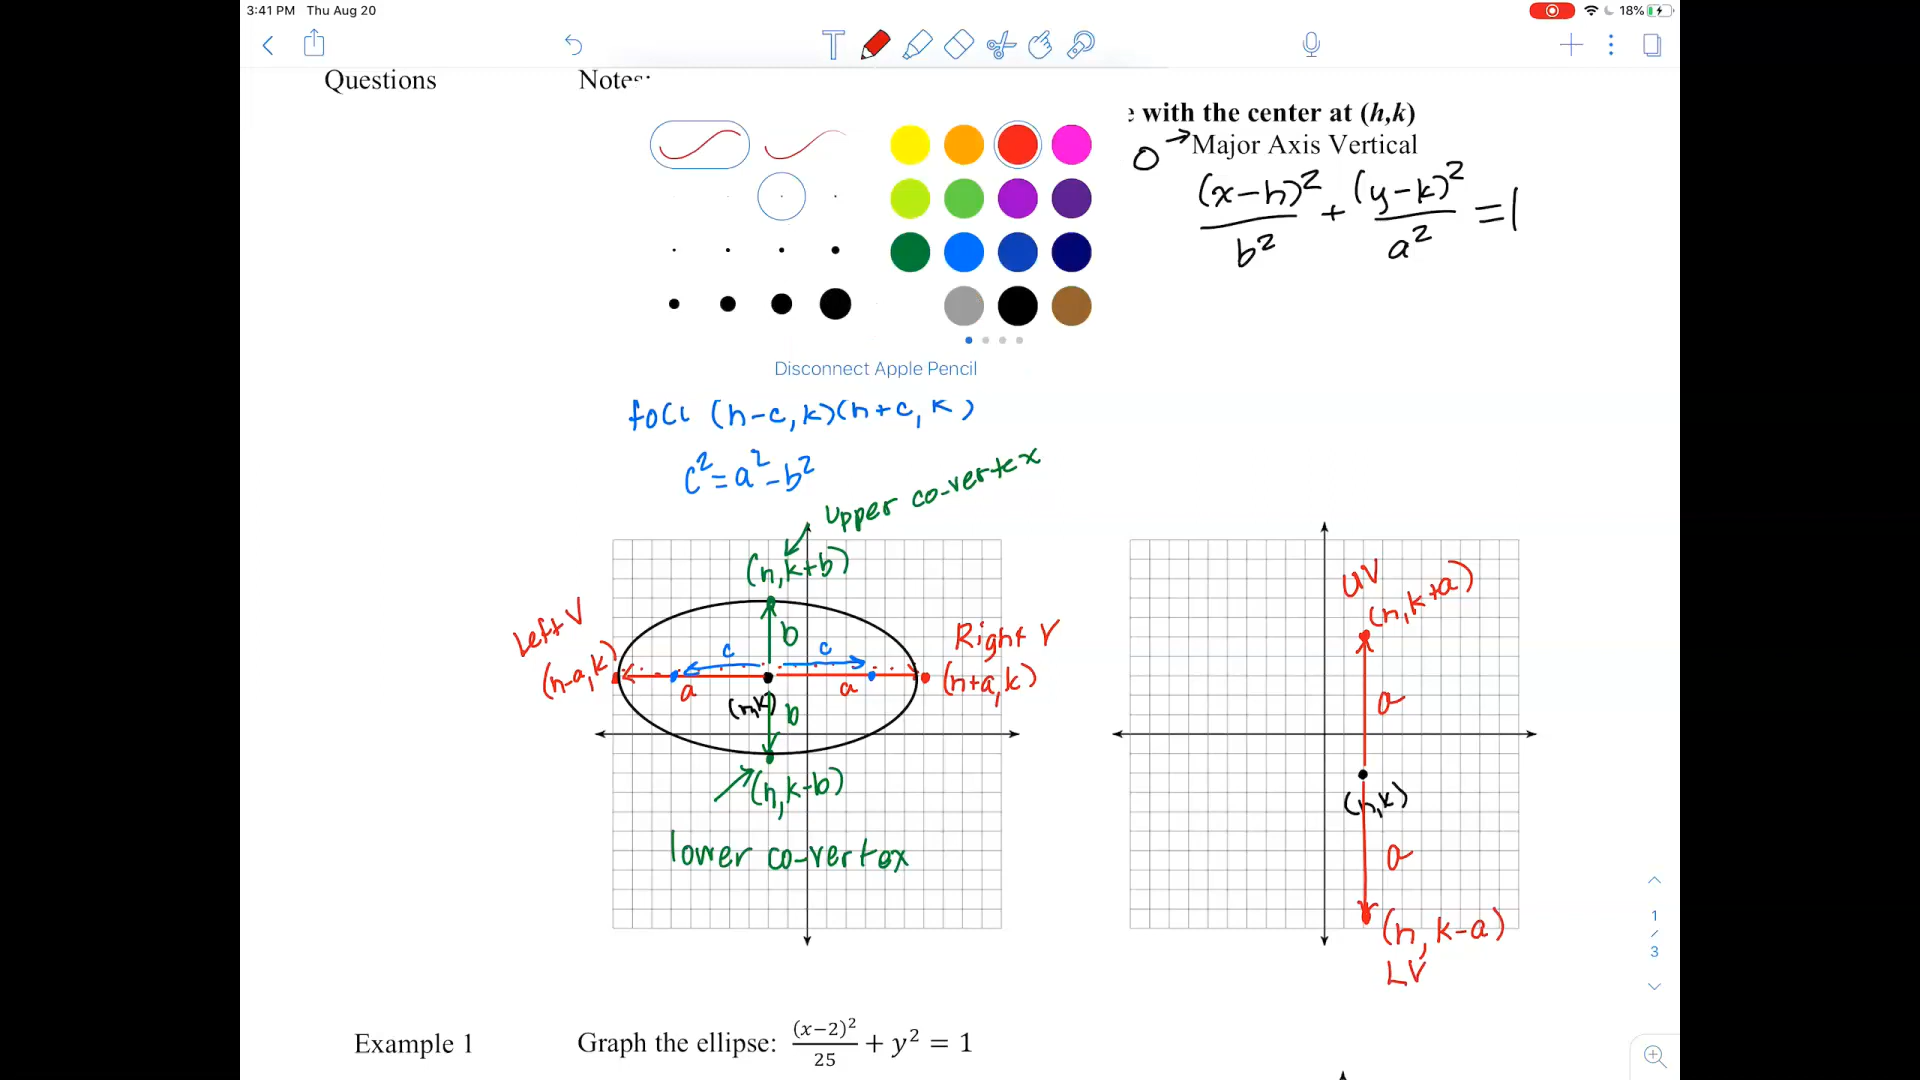 3:41 PM Thu Aug 20
18%
T
Questions
Notes:
e with the center at (h,k)
Major Axis Vertical
(x-h)²/b² + (y-k)²/a² = 1
Disconnect Apple Pencil
foci (h-c, k)(h+c, k)
c² = a² - b²
upper co-vertex
(h, k+b)
Left V
(h-a, k)
c
c
b
Right V
(h+a, k)
a
a
(h,k)
b
(h, k-b)
lower co-vertex
UV
(h, k+a)
a
(h,k)
a
(h, k-a)
LV
1
/
3
Example 1
Graph the ellipse: (x-2)²/25 + y² = 1